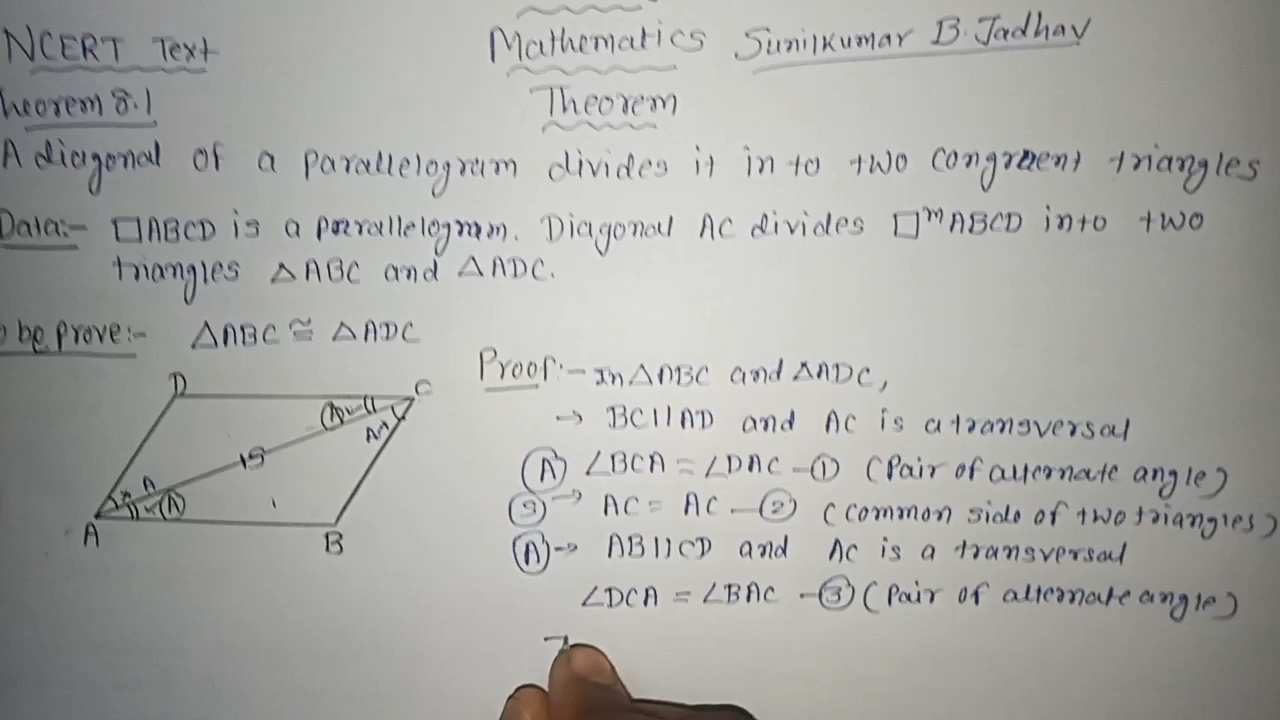 NCERT Text
Mathematics Sunilkumar B. Jadhav
heorem 8.1
Theorem
A diagonal of a parallelogram divides it in to two congruent triangles
Data:- □ABCD is a parallelogram. Diagonal AC divides □ᵐABCD into two
triangles △ABC and △ADC.
be prove:- △ABC ≅ △ADC
Proof:- In △ABC and △ADC,
→ BC||AD and AC is a transversal
(A) ∠BCA = ∠DAC -① (Pair of alternate angle)
(S) → AC = AC -② (common side of two triangles)
(A) → AB||CD and AC is a transversal
∠DCA = ∠BAC -③ (Pair of alternate angle)
D
C
A
B